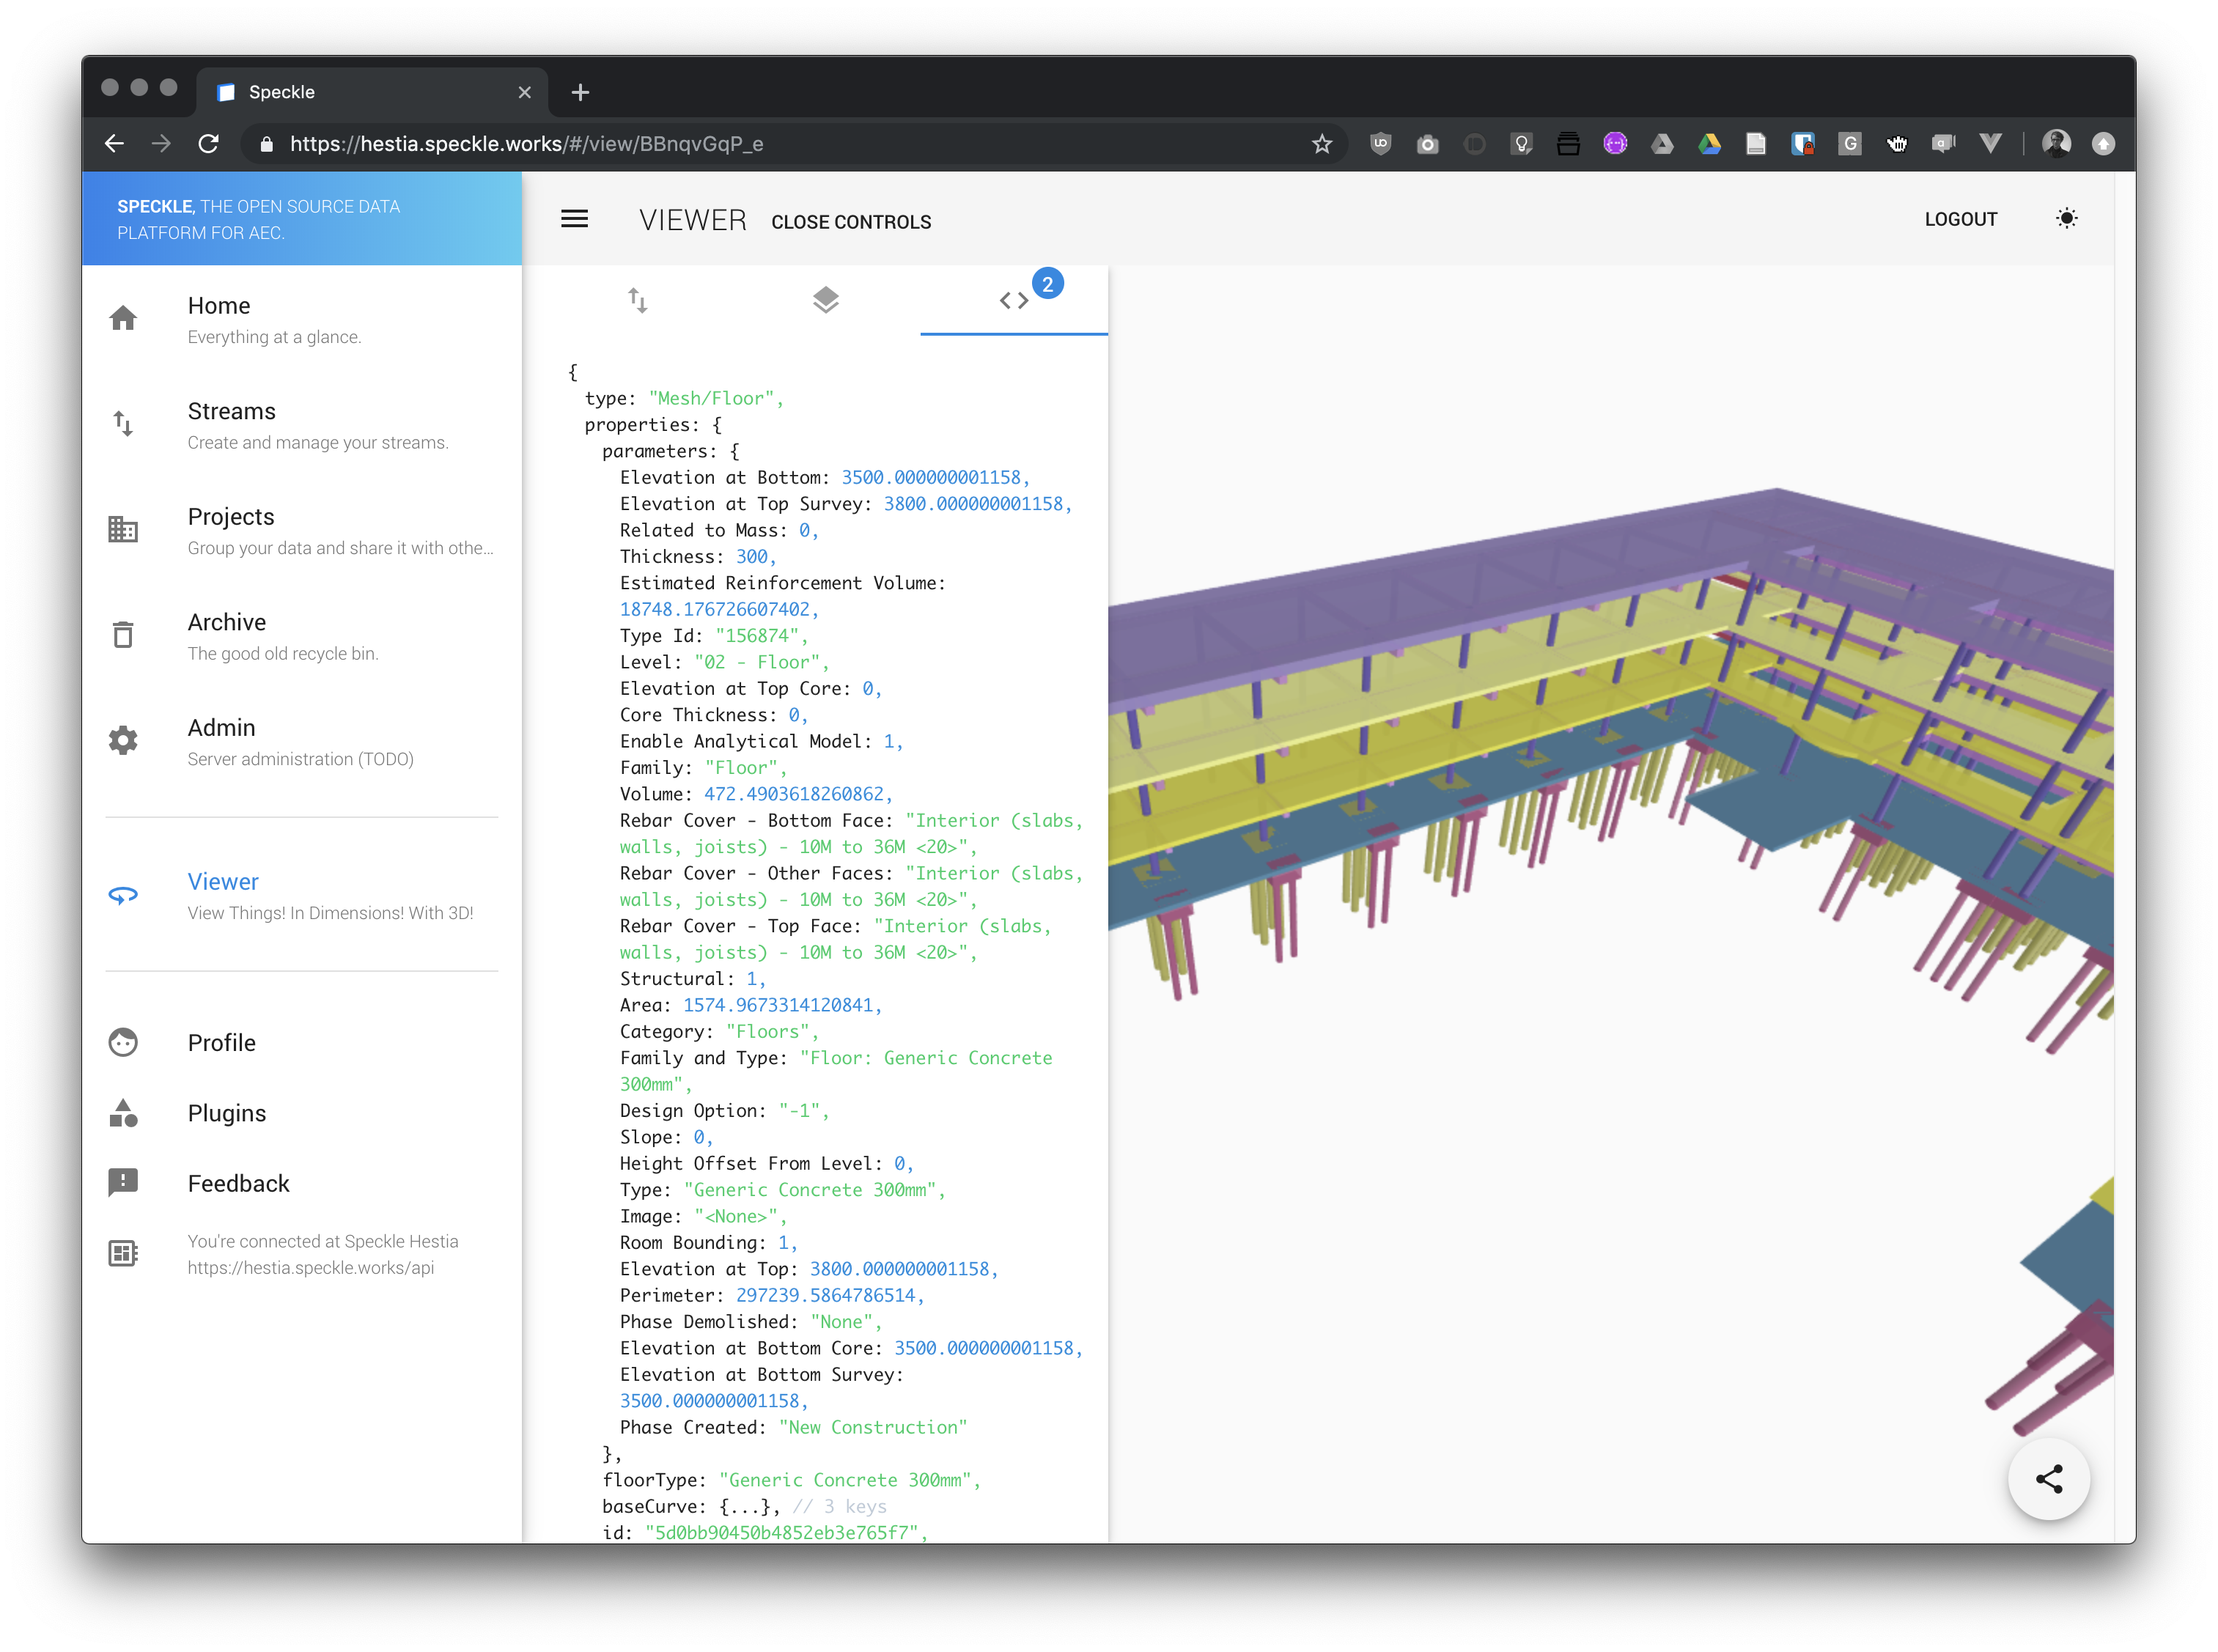 Speckle
https://hestia.speckle.works/#/view/BBnqvGqP_e
SPECKLE, THE OPEN SOURCE DATA
PLATFORM FOR AEC.
VIEWER
CLOSE CONTROLS
LOGOUT
Home
Everything at a glance.
Streams
Create and manage your streams.
Projects
Group your data and share it with othe...
Archive
The good old recycle bin.
Admin
Server administration (TODO)
Viewer
View Things! In Dimensions! With 3D!
Profile
Plugins
Feedback
You're connected at Speckle Hestia
https://hestia.speckle.works/api
2
{
type: "Mesh/Floor",
properties: {
parameters: {
Elevation at Bottom: 3500.000000001158,
Elevation at Top Survey: 3800.000000001158,
Related to Mass: 0,
Thickness: 300,
Estimated Reinforcement Volume:
18748.176726607402,
Type Id: "156874",
Level: "02 - Floor",
Elevation at Top Core: 0,
Core Thickness: 0,
Enable Analytical Model: 1,
Family: "Floor",
Volume: 472.4903618260862,
Rebar Cover - Bottom Face: "Interior (slabs,
walls, joists) - 10M to 36M <20>",
Rebar Cover - Other Faces: "Interior (slabs,
walls, joists) - 10M to 36M <20>",
Rebar Cover - Top Face: "Interior (slabs,
walls, joists) - 10M to 36M <20>",
Structural: 1,
Area: 1574.9673314120841,
Category: "Floors",
Family and Type: "Floor: Generic Concrete
300mm",
Design Option: "-1",
Slope: 0,
Height Offset From Level: 0,
Type: "Generic Concrete 300mm",
Image: "<None>",
Room Bounding: 1,
Elevation at Top: 3800.000000001158,
Perimeter: 297239.5864786514,
Phase Demolished: "None",
Elevation at Bottom Core: 3500.000000001158,
Elevation at Bottom Survey:
3500.000000001158,
Phase Created: "New Construction"
},
floorType: "Generic Concrete 300mm",
baseCurve: {...}, // 3 keys
id: "5d0bb90450b4852eb3e765f7",